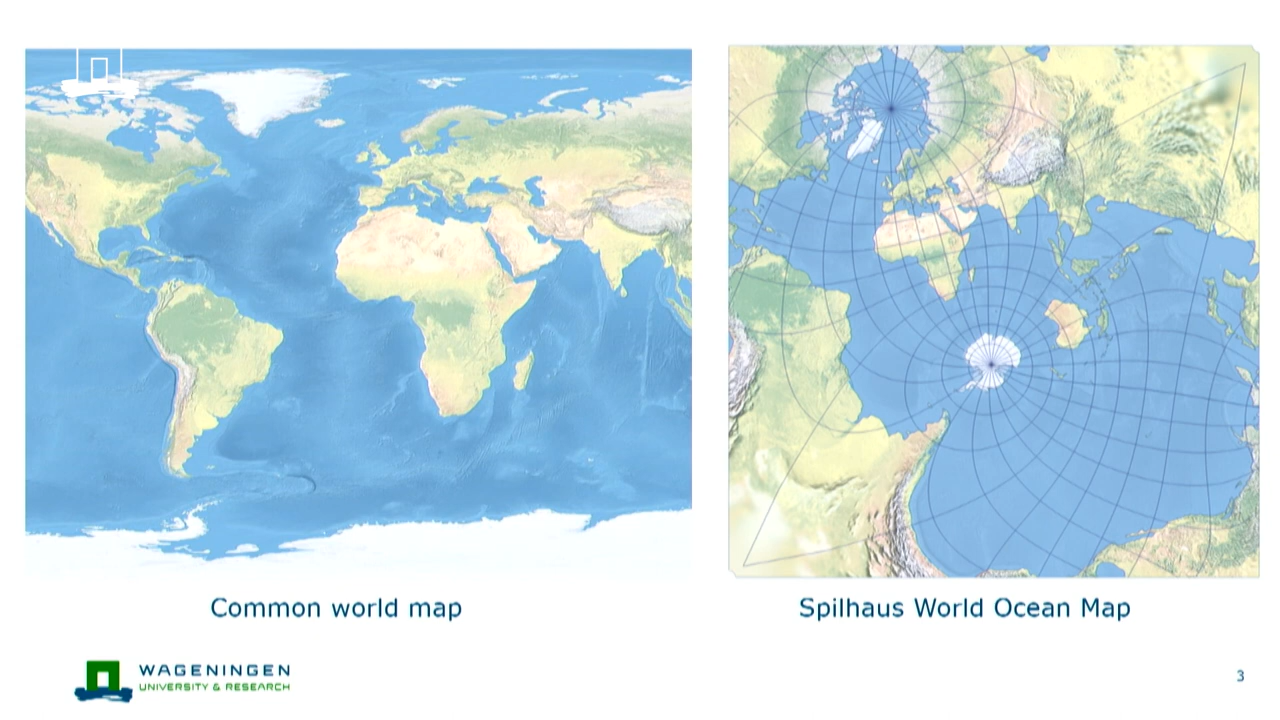 Common world map
Spilhaus World Ocean Map
WAGENINGEN
UNIVERSITY & RESEARCH
3